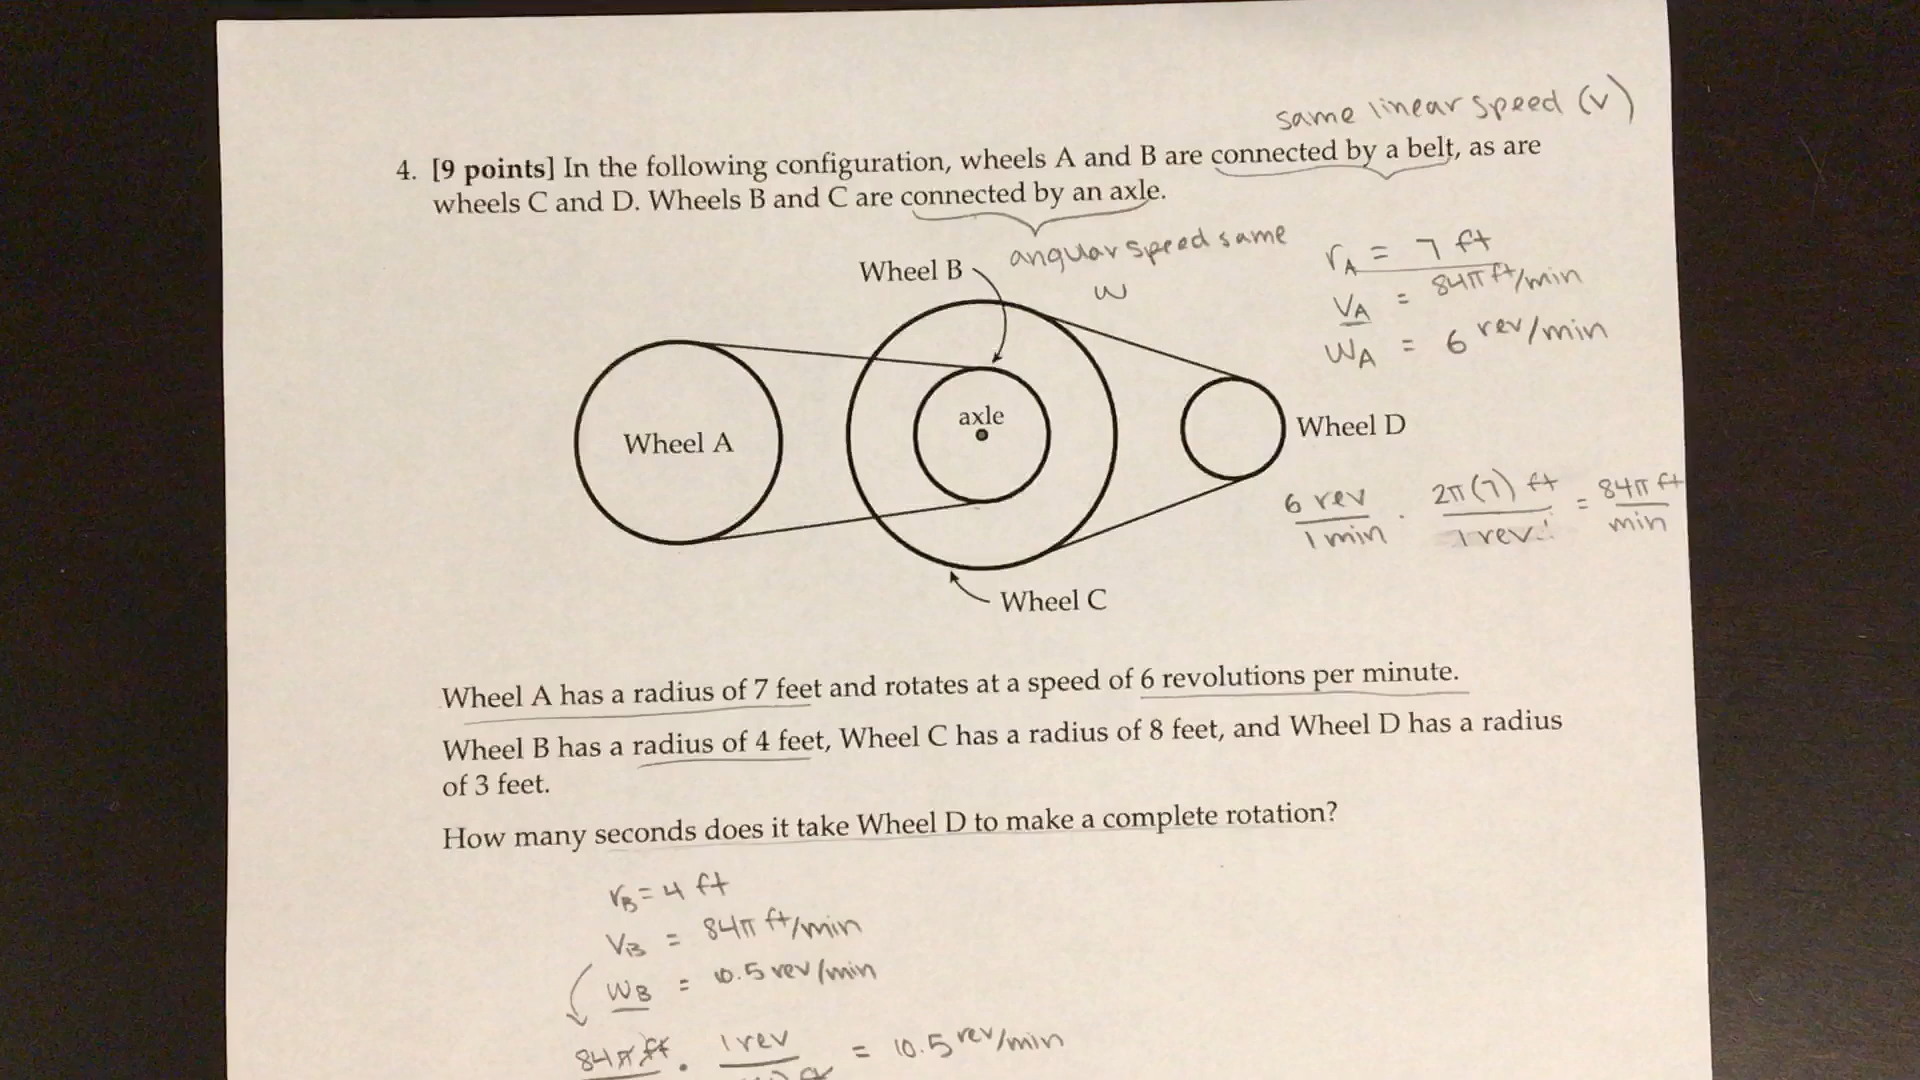 same linear speed (v)
4. [9 points] In the following configuration, wheels A and B are connected by a belt, as are
wheels C and D. Wheels B and C are connected by an axle.
angular speed same
ω
Wheel B
r_A = 7 ft
v_A = 84π ft/min
ω_A = 6 rev/min
axle
Wheel A
Wheel D
6 rev / 1 min · 2π(7) ft / 1 rev = 84π ft / min
Wheel C
Wheel A has a radius of 7 feet and rotates at a speed of 6 revolutions per minute.
Wheel B has a radius of 4 feet, Wheel C has a radius of 8 feet, and Wheel D has a radius
of 3 feet.
How many seconds does it take Wheel D to make a complete rotation?
r_B = 4 ft
v_B = 84π ft/min
ω_B = 10.5 rev/min
84π ft · 1 rev = 10.5 rev/min